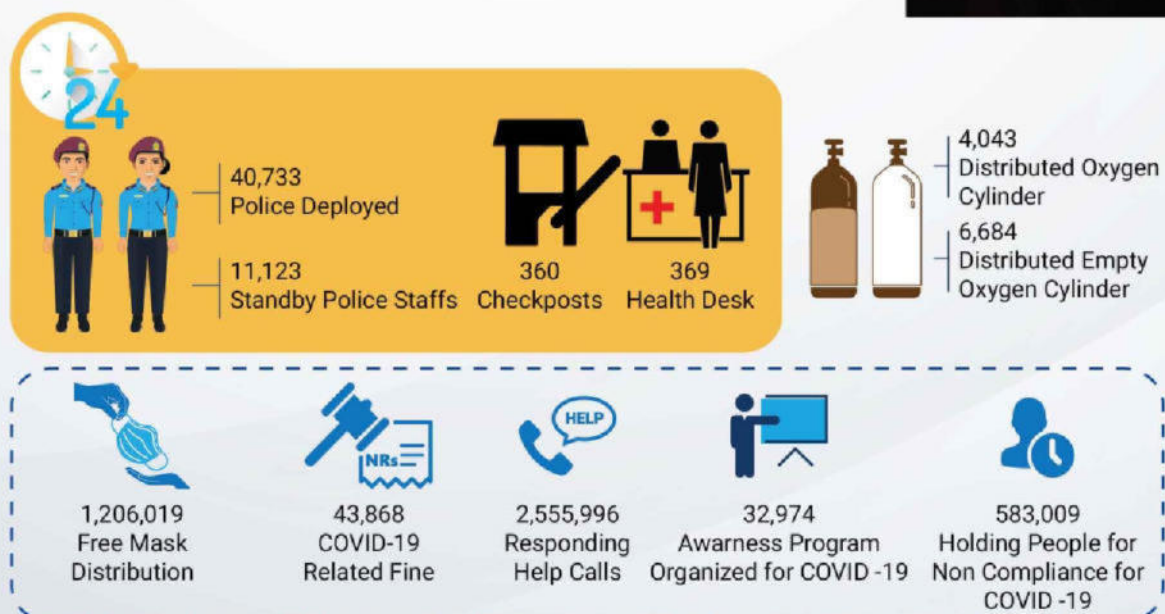 24
40,733
Police Deployed
11,123
Standby Police Staffs
360
Checkposts
369
Health Desk
4,043
Distributed Oxygen
Cylinder
6,684
Distributed Empty
Oxygen Cylinder
1,206,019
Free Mask
Distribution
NRs
43,868
COVID-19
Related Fine
HELP
2,555,996
Responding
Help Calls
32,974
Awarness Program
Organized for COVID -19
583,009
Holding People for
Non Compliance for
COVID -19